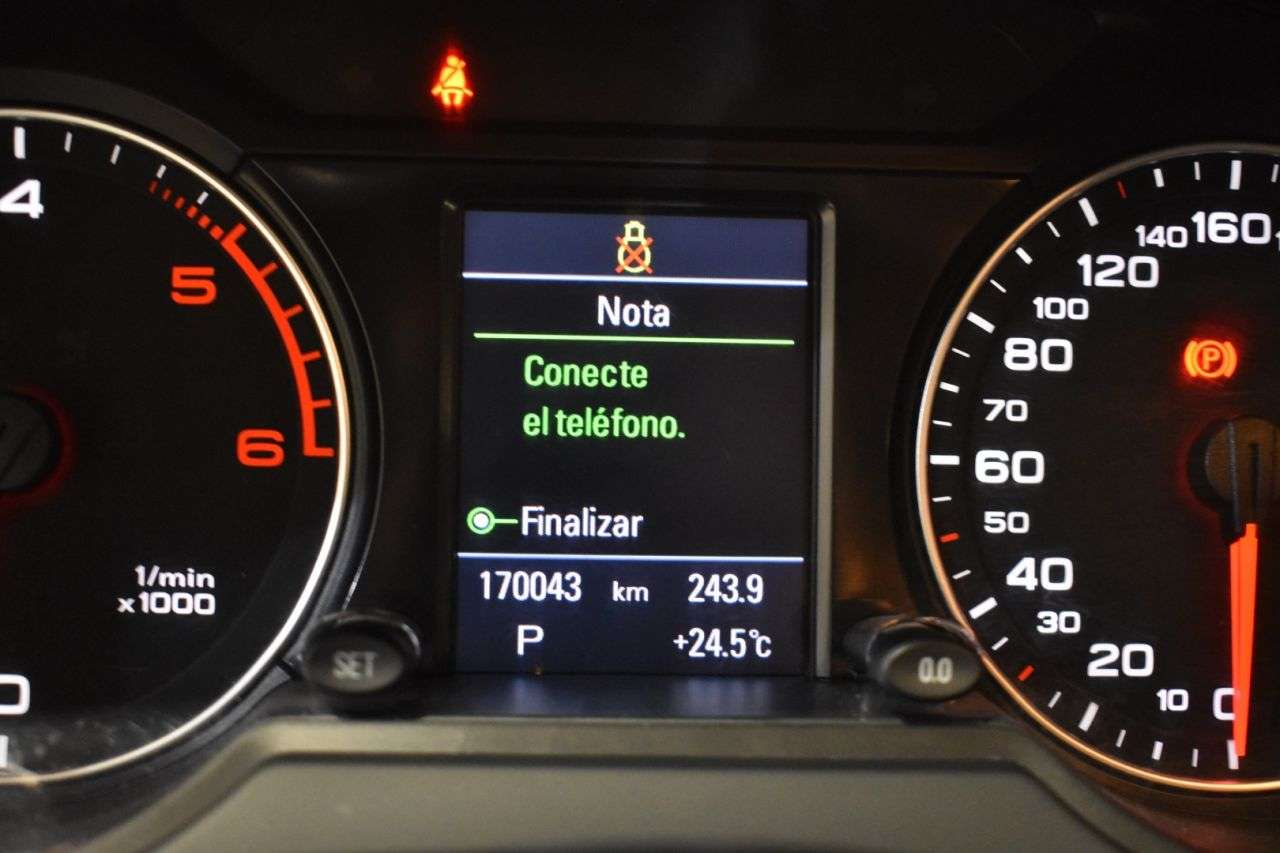 Nota
Conecte
el teléfono.
Finalizar
170043 km 243.9
P +24.5°C
4
5
6
1/min
x1000
0
SET
0.0
160
140
120
100
80
70
60
50
40
30
20
10
0
(P)